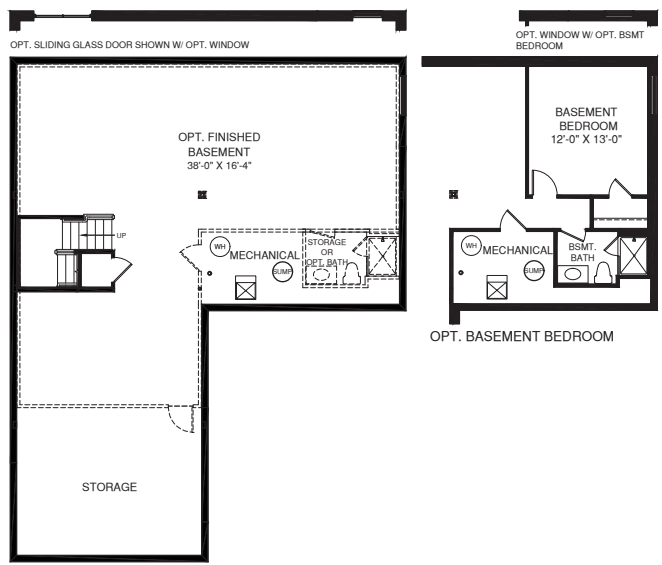 OPT. SLIDING GLASS DOOR SHOWN W/ OPT. WINDOW
OPT. WINDOW W/ OPT. BSMT
BEDROOM
OPT. FINISHED
BASEMENT
38'-0" X 16'-4"
UP
WH
MECHANICAL
SUMP
STORAGE
OR
OPT. BATH
STORAGE
BASEMENT
BEDROOM
12'-0" X 13'-0"
WH
MECHANICAL
SUMP
BSMT.
BATH
OPT. BASEMENT BEDROOM